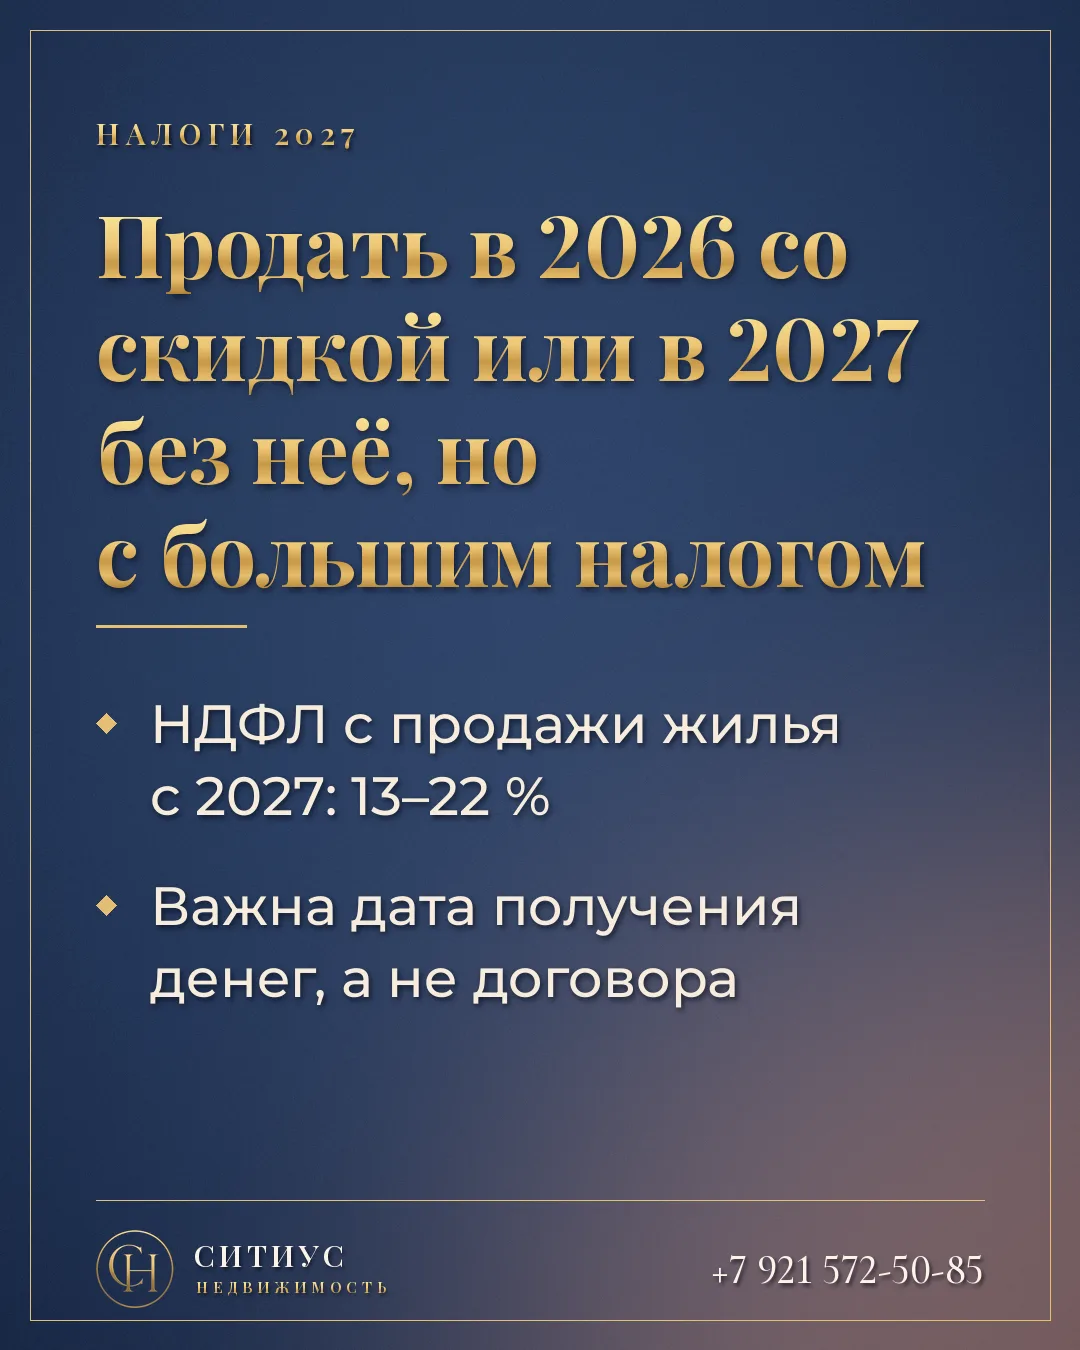 НАЛОГИ 2027
Продать в 2026 со
скидкой или в 2027
без неё, но
с большим налогом
НДФЛ с продажи жилья
с 2027: 13–22 %
Важна дата получения
денег, а не договора
СН
СИТИУС
НЕДВИЖИМОСТЬ
+7 921 572-50-85